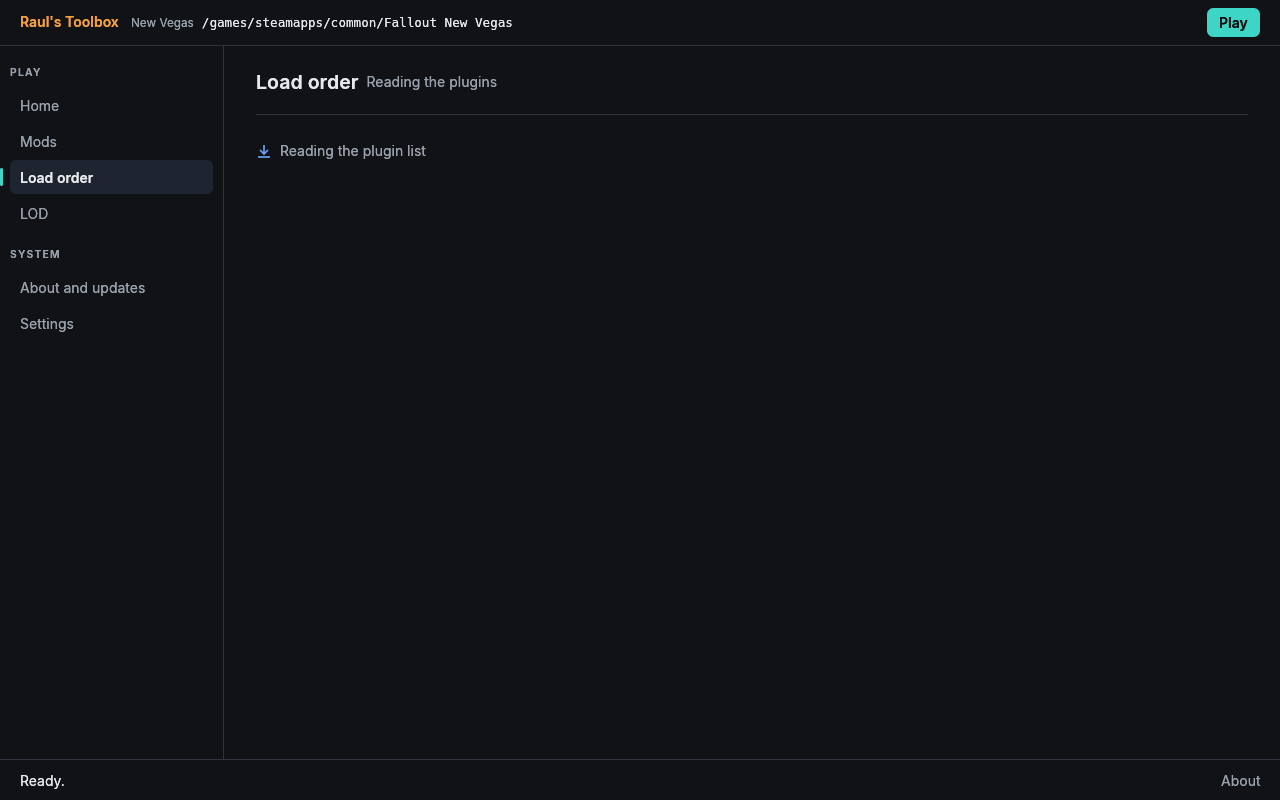 Raul's Toolbox New Vegas /games/steamapps/common/Fallout New Vegas Play
PLAY
Home
Mods
Load order
LOD
SYSTEM
About and updates
Settings
Load order Reading the plugins
Reading the plugin list
Ready. About